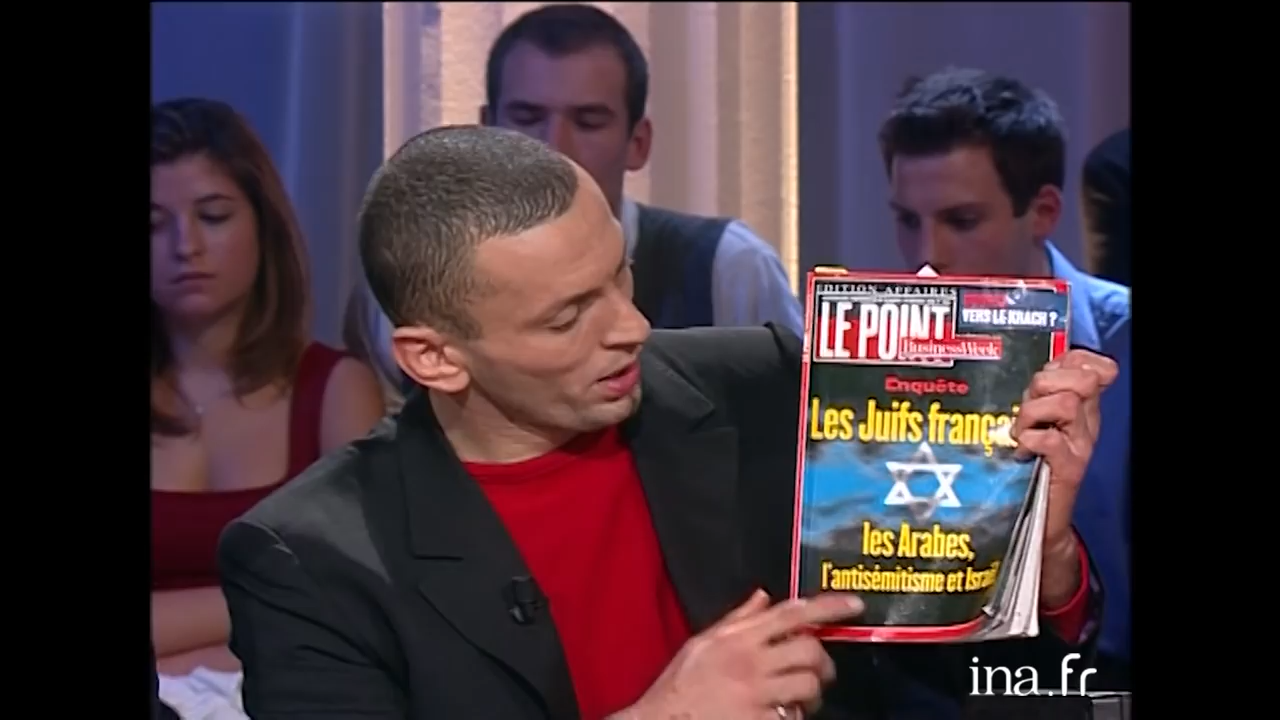 EDITION AFFAIRES
VERS LE KRACH ?
LE POINT
BusinessWeek
Enquête
Les Juifs françai
les Arabes,
l'antisémitisme et Israë
ina.fr